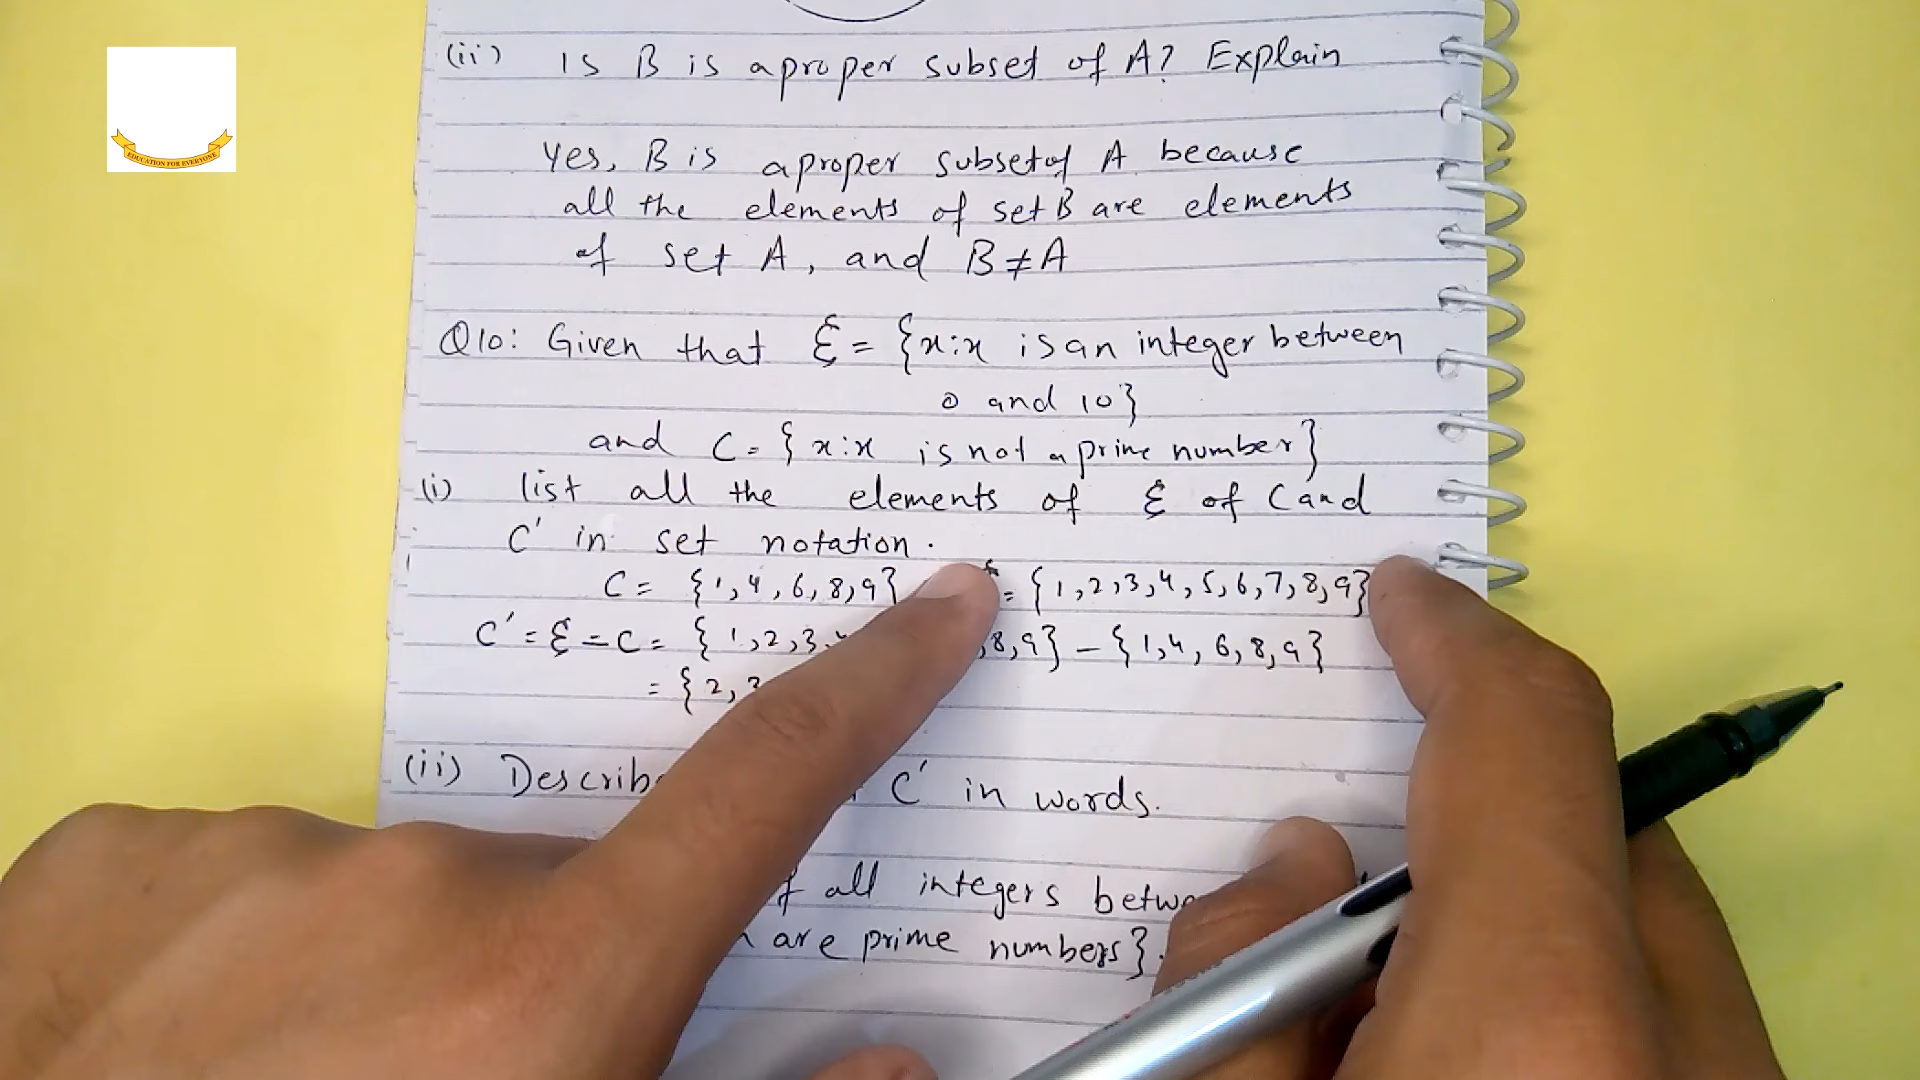 EDUCATION FOR EVERYONE
(ii) Is B is a proper subset of A? Explain
Yes, B is a proper subset of A because
all the elements of set B are elements
of set A, and B ≠ A
Q10: Given that ξ = {x:x is an integer between
0 and 10}
and C = {x:x is not a prime number}
(i) list all the elements of ξ of C and
C' in set notation.
C = {1,4,6,8,9} = {1,2,3,4,5,6,7,8,9}
C' = ξ - C = {1,2,3, 8,9} - {1,4,6,8,9}
= {2,
(ii) C' in words.
all integers
are prime numbers}.